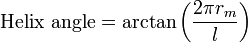 Helix angle = arctan(2πr_m / l)